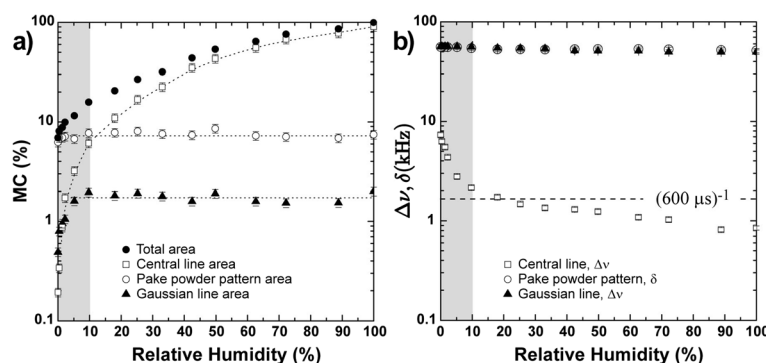 a)
100
10
1
0.1
MC (%)
0 10 20 30 40 50 60 70 80 90 100
Relative Humidity (%)
Total area
Central line area
Pake powder pattern area
Gaussian line area
b)
100
10
1
0.1
Δν, δ(kHz)
(600 μs)⁻¹
0 10 20 30 40 50 60 70 80 90 100
Relative Humidity (%)
Central line, Δν
Pake powder pattern, δ
Gaussian line, Δν